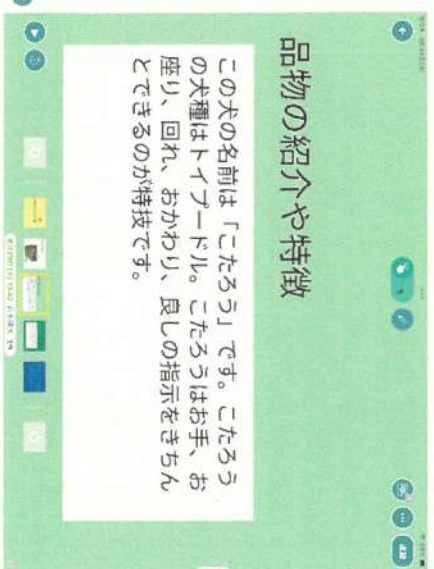 品物の紹介や特徴
この犬の名前は「こたろう」です。こたろう
の犬種はトイプードル。こたろうはお手、お
座り、回れ、おかわり、良しの指示をきちん
とできるのが特技です。